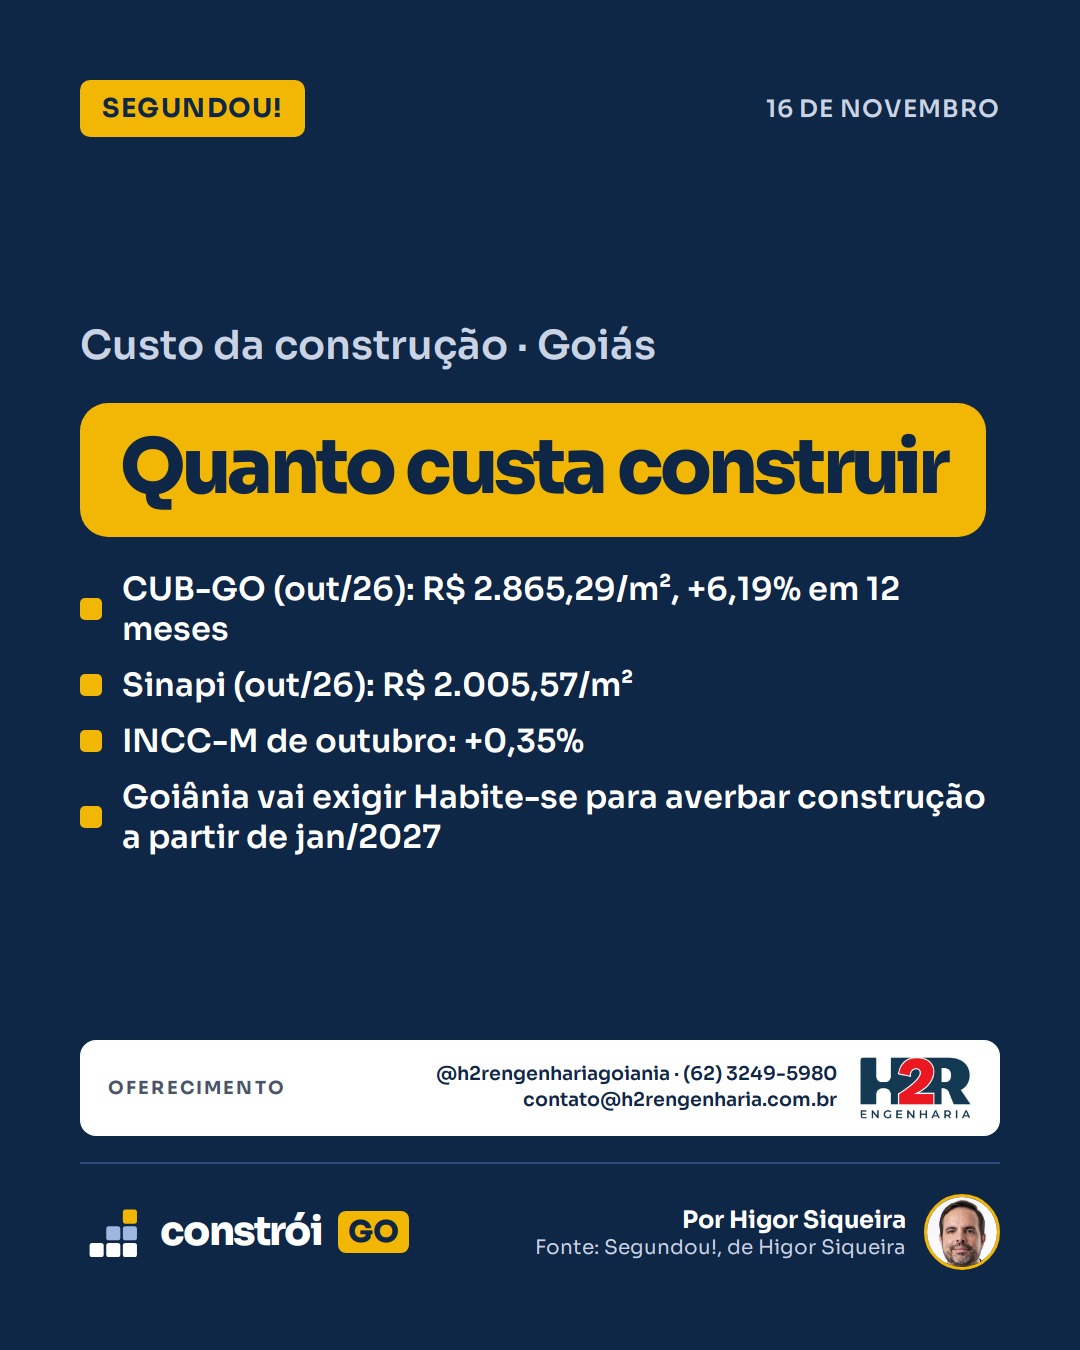 SEGUNDOU!
16 DE NOVEMBRO
Custo da construção · Goiás
Quanto custa construir
CUB-GO (out/26): R$ 2.865,29/m², +6,19% em 12
meses
Sinapi (out/26): R$ 2.005,57/m²
INCC-M de outubro: +0,35%
Goiânia vai exigir Habite-se para averbar construção
a partir de jan/2027
OFERECIMENTO
@h2rengenhariagoiania · (62) 3249-5980
contato@h2rengenharia.com.br
H2R
ENGENHARIA
constrói GO
Por Higor Siqueira
Fonte: Segundou!, de Higor Siqueira